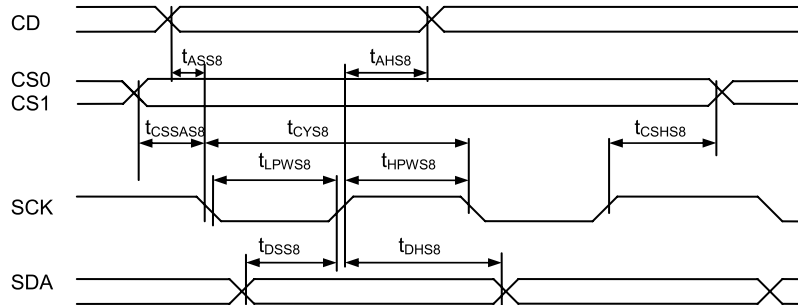 CD
tASS8 tAHS8
CS0
CS1
tCSSAS8 tCYS8 tCSHS8
tLPWS8 tHPWS8
SCK
tDSS8 tDHS8
SDA